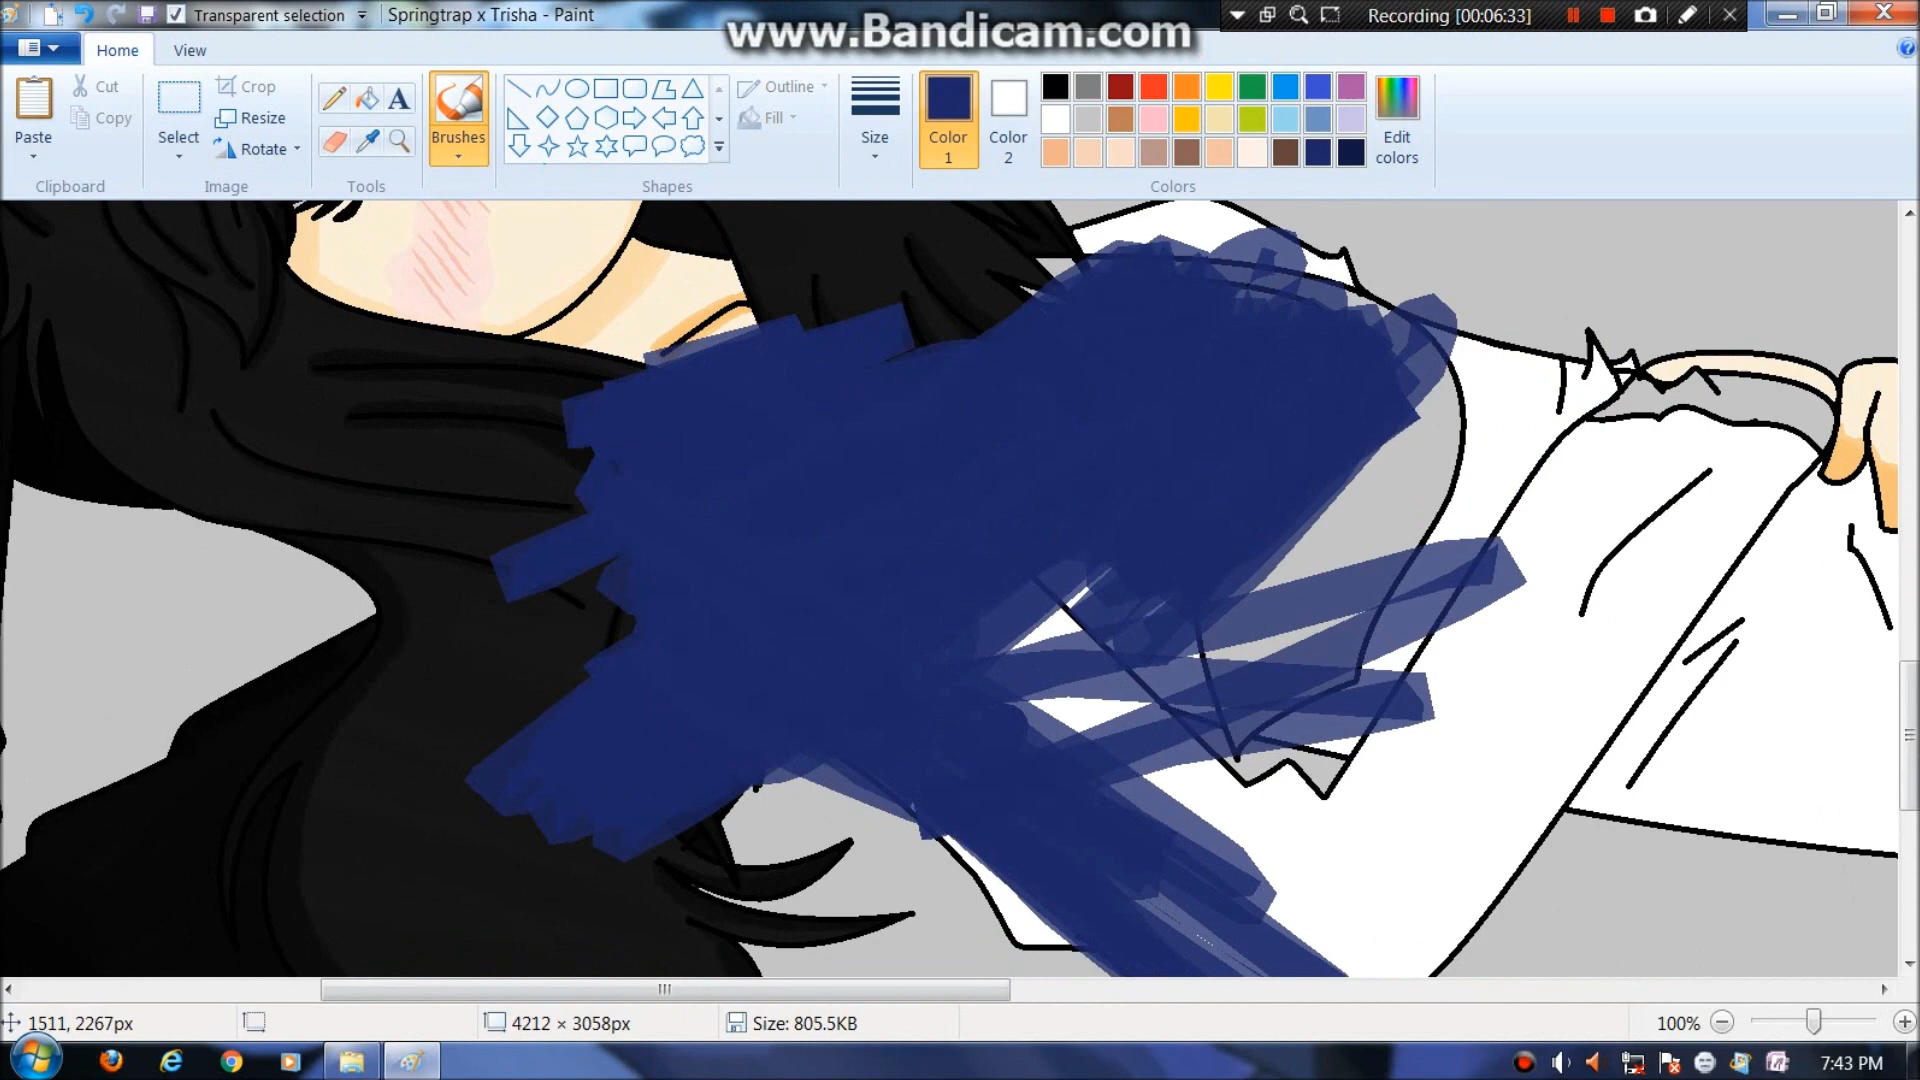 Transparent selection
Springtrap x Trisha - Paint
www.Bandicam.com
Recording [00:06:33]
Home
View
Paste
Cut
Copy
Clipboard
Select
Crop
Resize
Rotate
Image
A
Tools
Brushes
Shapes
Outline
Fill
Size
Color 1
Color 2
Edit colors
Colors
1511, 2267px
4212 × 3058px
Size: 805.5KB
100%
7:43 PM